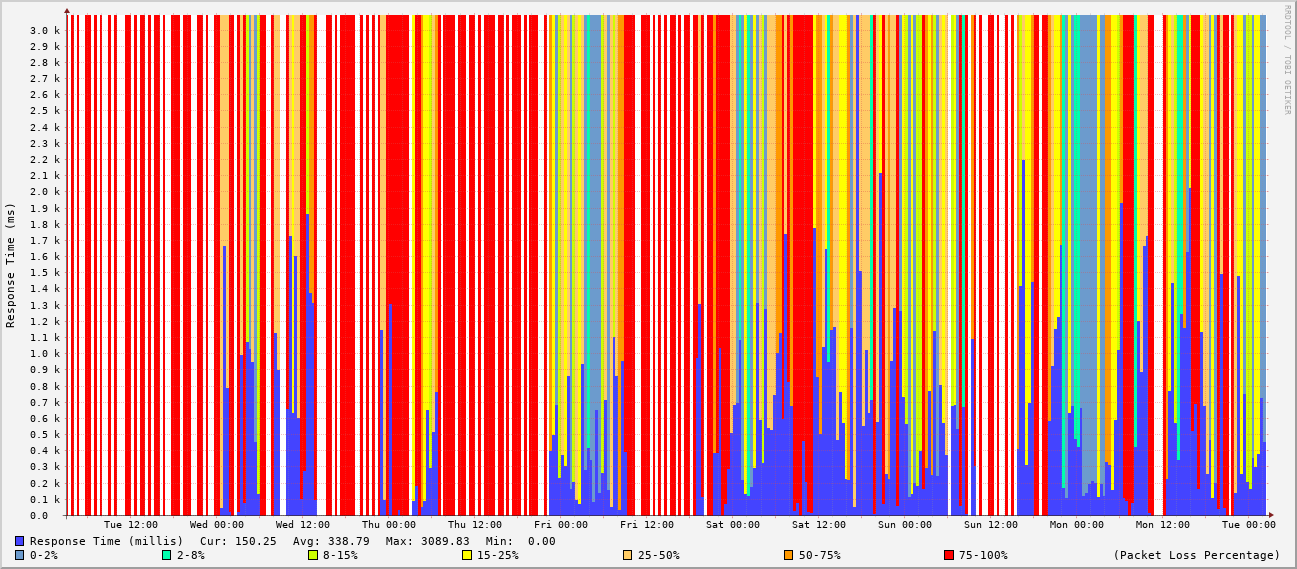 RRDTOOL / TOBI OETIKER
Response Time (ms)
3.0 k
2.9 k
2.8 k
2.7 k
2.6 k
2.5 k
2.4 k
2.3 k
2.2 k
2.1 k
2.0 k
1.9 k
1.8 k
1.7 k
1.6 k
1.5 k
1.4 k
1.3 k
1.2 k
1.1 k
1.0 k
0.9 k
0.8 k
0.7 k
0.6 k
0.5 k
0.4 k
0.3 k
0.2 k
0.1 k
0.0
Tue 12:00 Wed 00:00 Wed 12:00 Thu 00:00 Thu 12:00 Fri 00:00 Fri 12:00 Sat 00:00 Sat 12:00 Sun 00:00 Sun 12:00 Mon 00:00 Mon 12:00 Tue 00:00
Response Time (millis) Cur: 150.25 Avg: 338.79 Max: 3089.83 Min: 0.00
0-2% 2-8% 8-15% 15-25% 25-50% 50-75% 75-100% (Packet Loss Percentage)